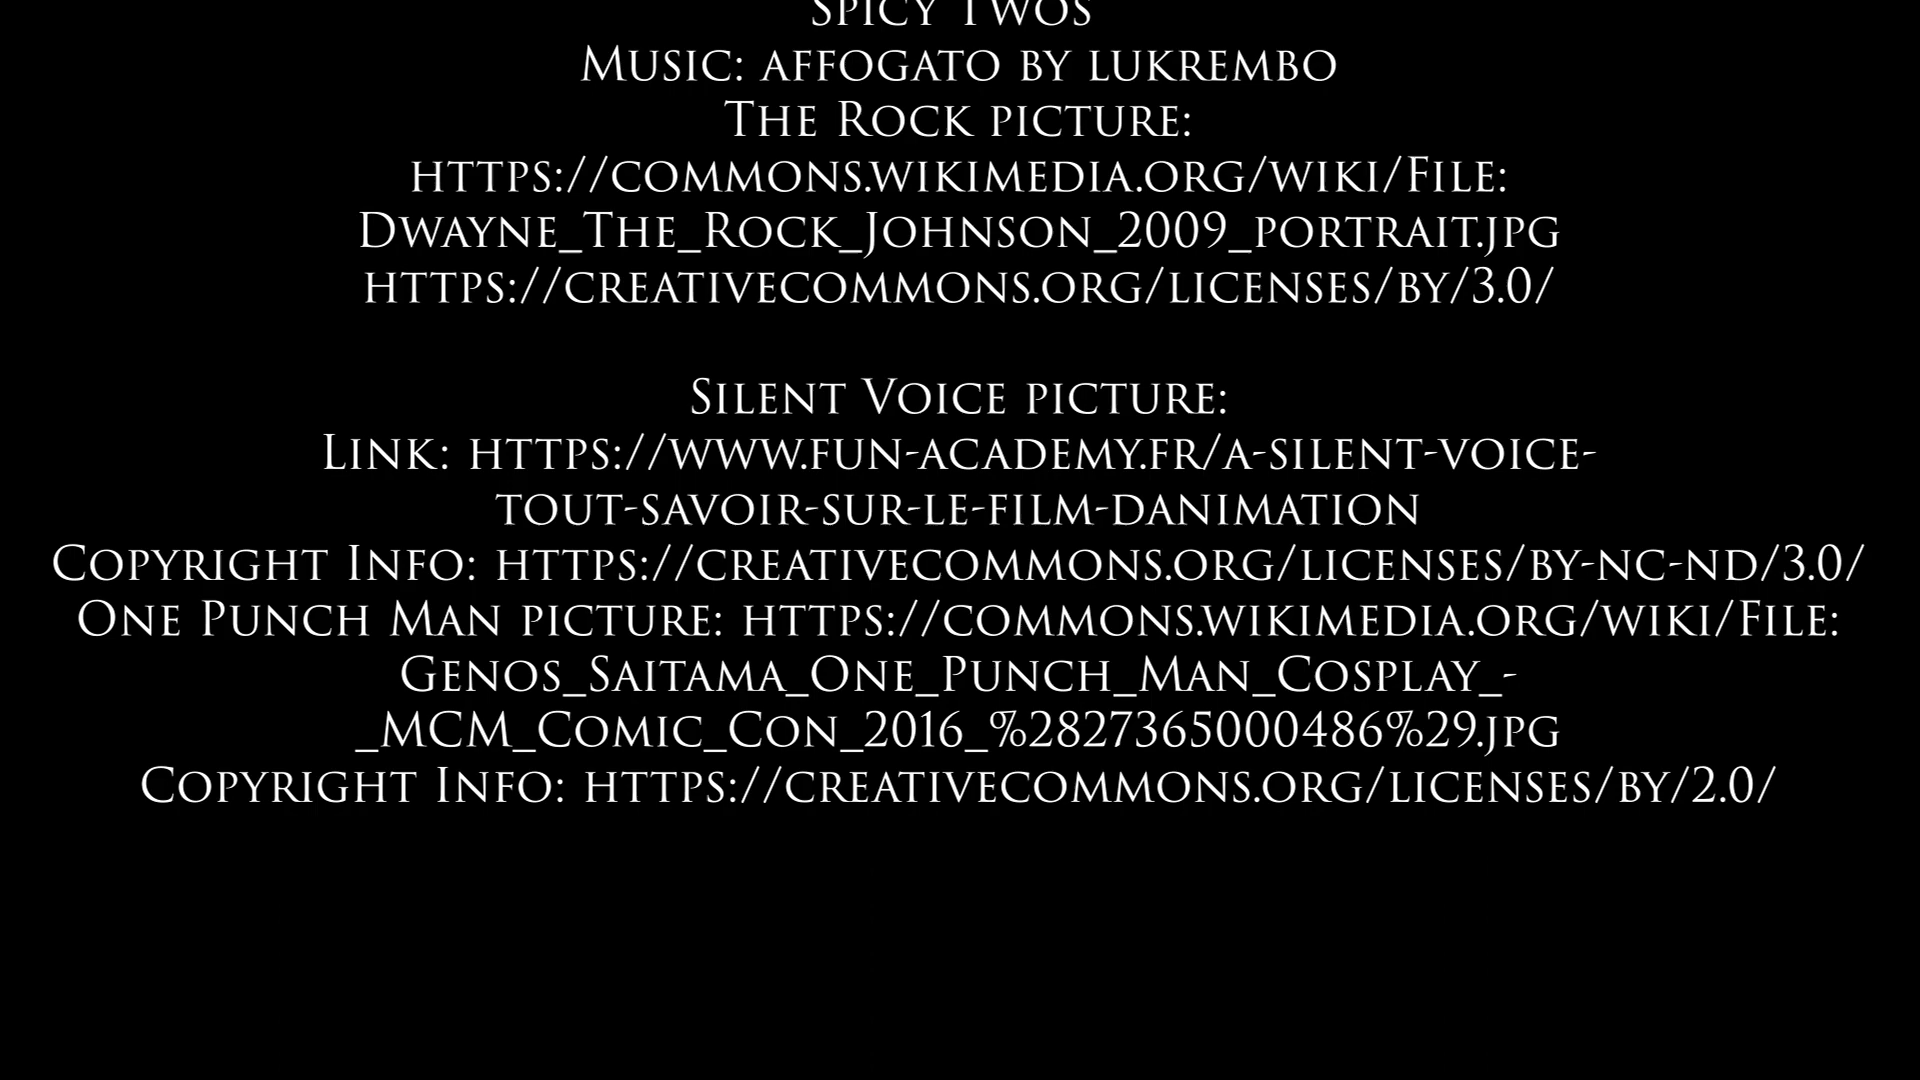 Spicy Twos
Music: affogato by lukrembo
The Rock picture:
https://commons.wikimedia.org/wiki/File:
Dwayne_The_Rock_Johnson_2009_portrait.jpg
https://creativecommons.org/licenses/by/3.0/
Silent Voice picture:
Link: https://www.fun-academy.fr/a-silent-voice-
tout-savoir-sur-le-film-danimation
Copyright Info: https://creativecommons.org/licenses/by-nc-nd/3.0/
One Punch Man picture: https://commons.wikimedia.org/wiki/File:
Genos_Saitama_One_Punch_Man_Cosplay_-
_MCM_Comic_Con_2016_%2827365000486%29.jpg
Copyright Info: https://creativecommons.org/licenses/by/2.0/